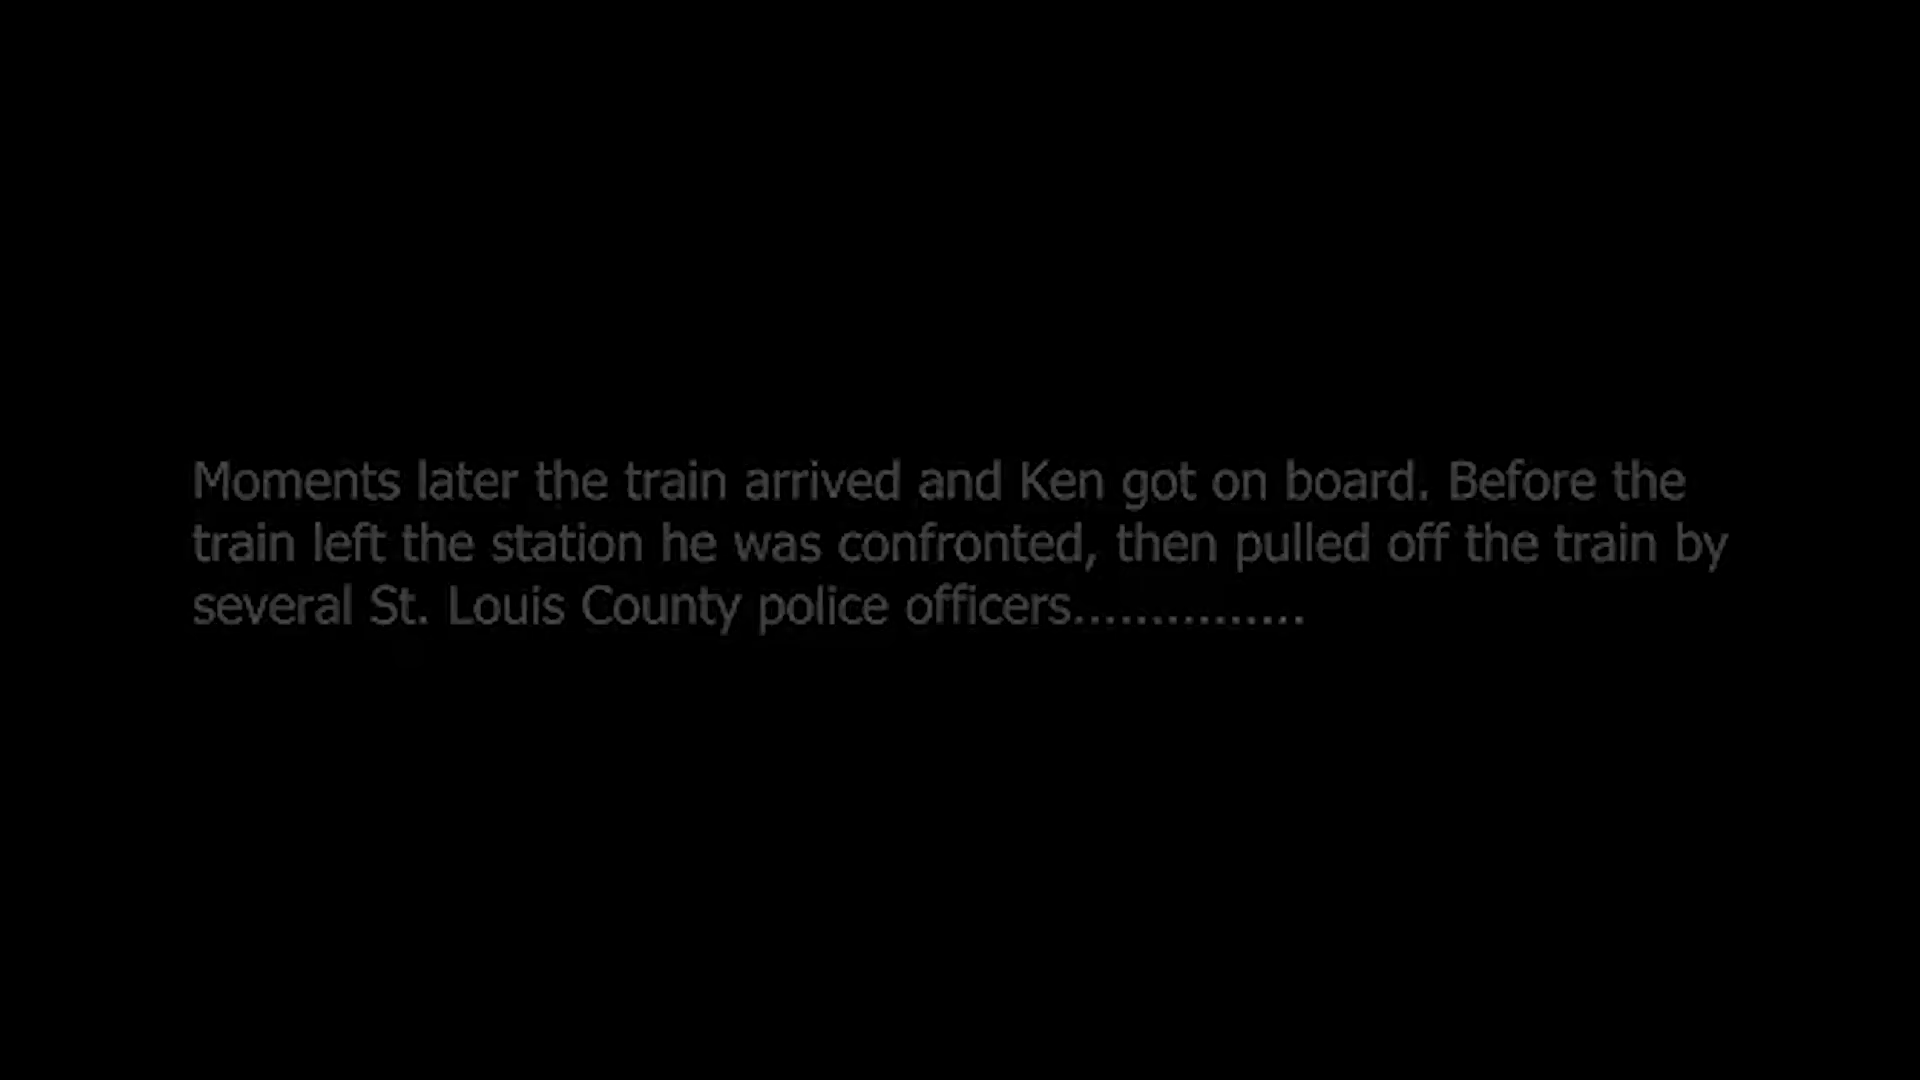 Moments later the train arrived and Ken got on board. Before the
train left the station he was confronted, then pulled off the train by
several St. Louis County police officers...............